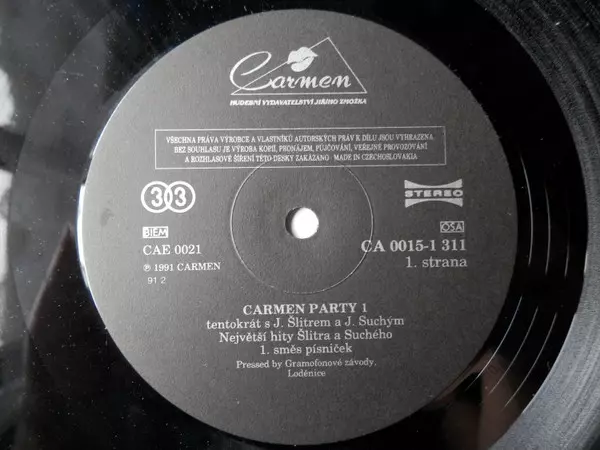 Carmen
HUDEBNÍ VYDAVATELSTVÍ JIŘÍHO SMOŽKA
VŠECHNA PRÁVA VÝROBCE A VLASTNÍKŮ AUTORSKÝCH PRÁV K DÍLU JSOU VYHRAZENA
BEZ SOUHLASU JE VÝROBA KOPIÍ, PRONÁJEM, PŮJČOVÁNÍ, VEŘEJNÉ PROVOZOVÁNÍ
A ROZHLASOVÉ ŠÍŘENÍ TÉTO DESKY ZAKÁZÁNO · MADE IN CZECHOSLOVAKIA
33
STEREO
BIEM
OSA
CAE 0021
CA 0015-1 311
℗ 1991 CARMEN
1. strana
91 2
CARMEN PARTY 1
tentokrát s J. Šlitrem a J. Suchým
Největší hity Šlitra a Suchého
1. směs písniček
Pressed by Gramofonové závody,
Loděnice